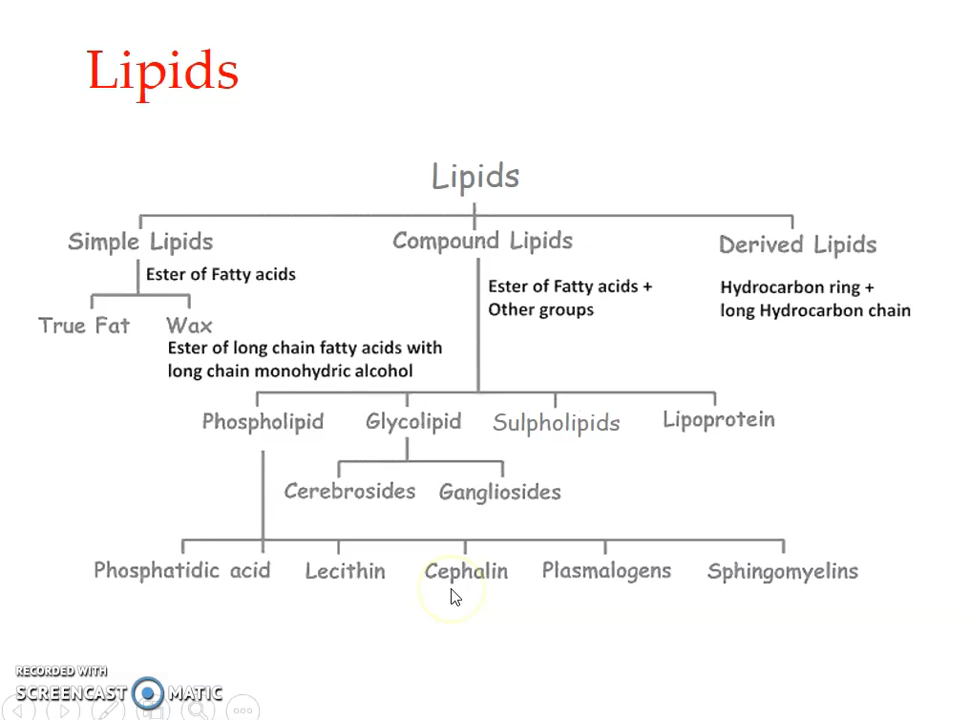 Lipids
Lipids
Simple Lipids
Compound Lipids
Derived Lipids
Ester of Fatty acids
Ester of Fatty acids +
Other groups
Hydrocarbon ring +
long Hydrocarbon chain
True Fat
Wax
Ester of long chain fatty acids with
long chain monohydric alcohol
Phospholipid
Glycolipid
Sulpholipids
Lipoprotein
Cerebrosides
Gangliosides
Phosphatidic acid
Lecithin
Cephalin
Plasmalogens
Sphingomyelins
RECORDED WITH
SCREENCAST MATIC